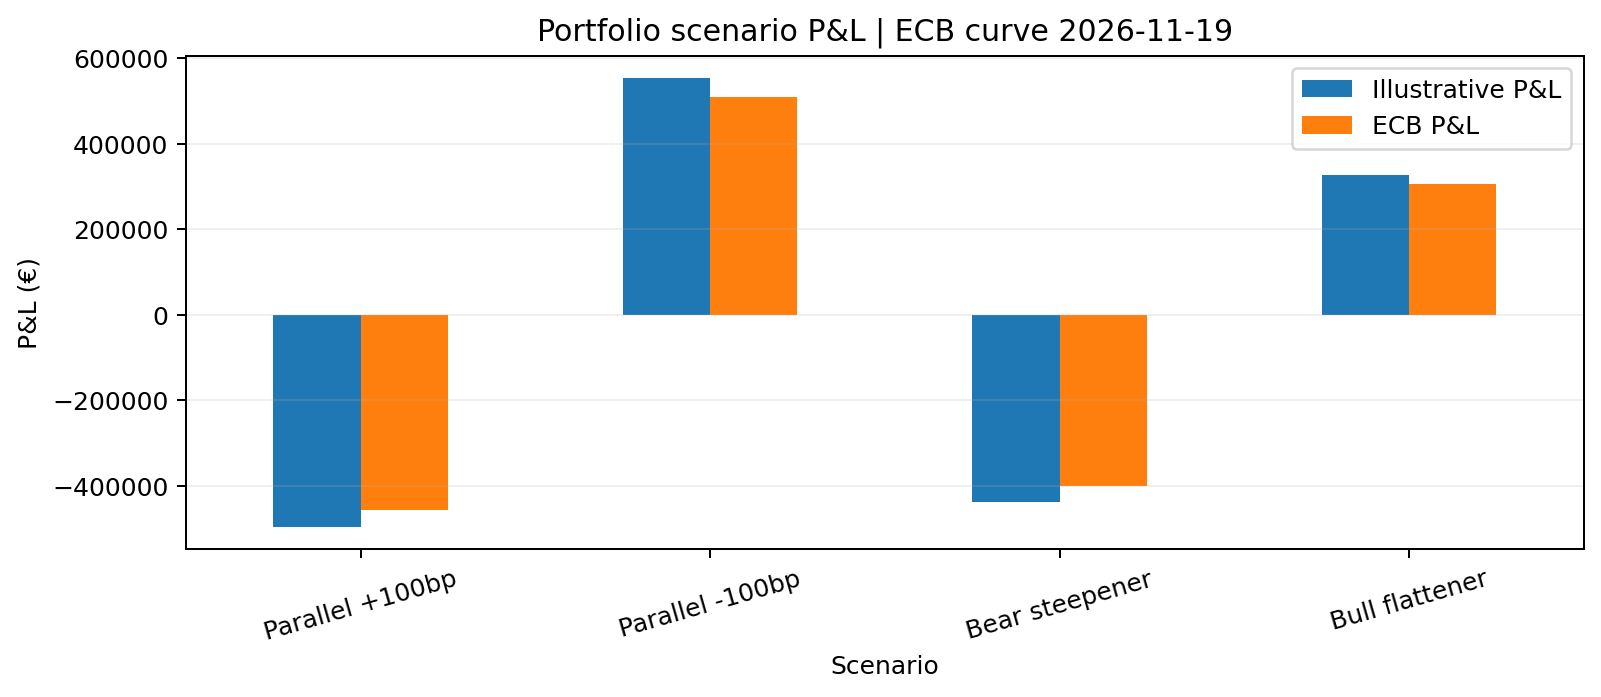 Portfolio scenario P&L | ECB curve 2026-11-19
Illustrative P&L
ECB P&L
P&L (€)
600000
400000
200000
0
−200000
−400000
Parallel +100bp
Parallel -100bp
Bear steepener
Bull flattener
Scenario